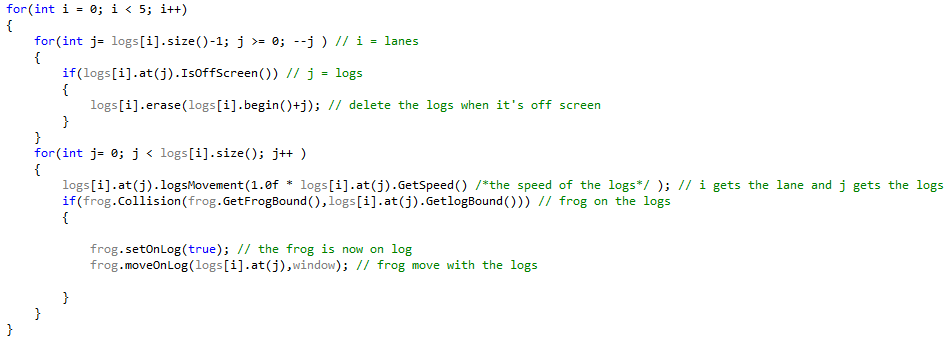 for(int i = 0; i < 5; i++)
{
    for(int j= logs[i].size()-1; j >= 0; --j ) // i = lanes
    {
        if(logs[i].at(j).IsOffScreen()) // j = logs
        {
            logs[i].erase(logs[i].begin()+j); // delete the logs when it's off screen
        }
    }
    for(int j= 0; j < logs[i].size(); j++ )
    {
        logs[i].at(j).logsMovement(1.0f * logs[i].at(j).GetSpeed() /*the speed of the logs*/ ); // i gets the lane and j gets the logs
        if(frog.Collision(frog.GetFrogBound(),logs[i].at(j).GetlogBound())) // frog on the logs
        {

            frog.setOnLog(true); // the frog is now on log
            frog.moveOnLog(logs[i].at(j),window); // frog move with the logs

        }
    }
}